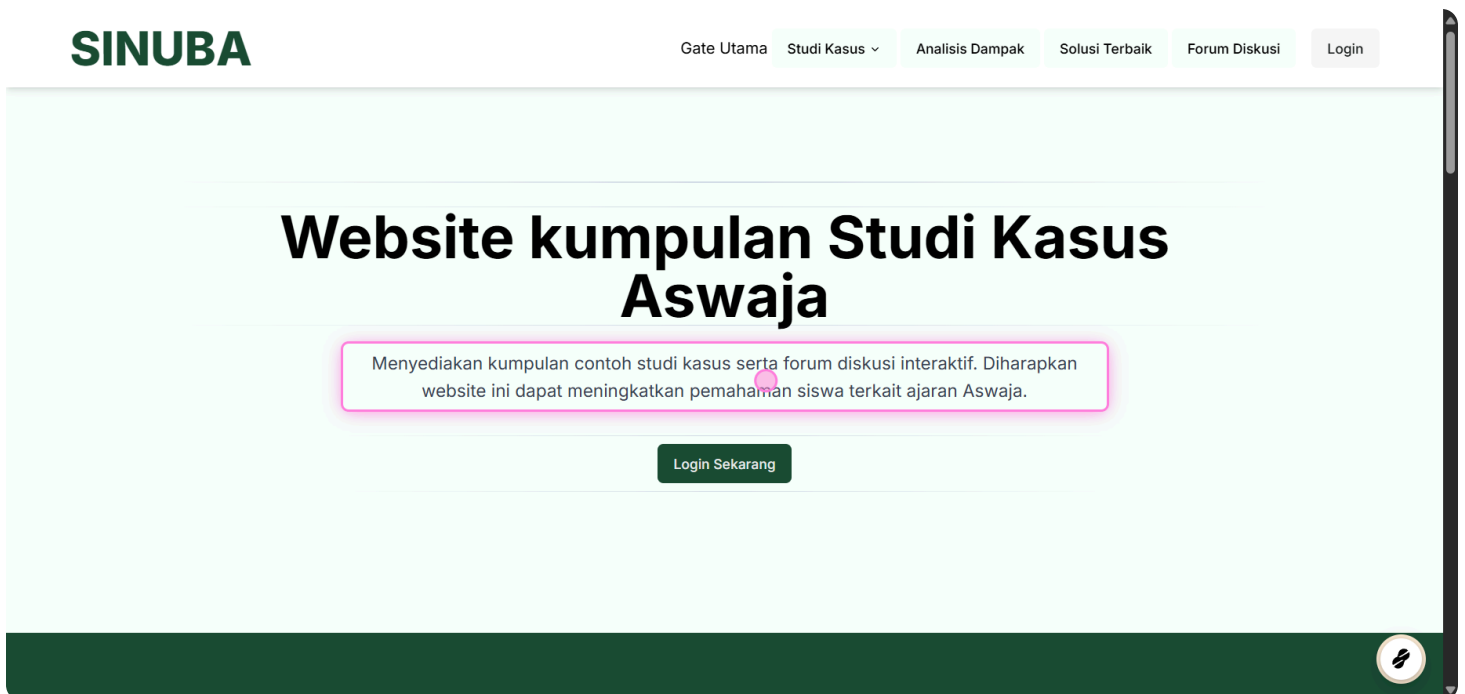 SINUBA
Gate Utama Studi Kasus Analisis Dampak Solusi Terbaik Forum Diskusi Login
Website kumpulan Studi Kasus
Aswaja
Menyediakan kumpulan contoh studi kasus serta forum diskusi interaktif. Diharapkan
website ini dapat meningkatkan pemahaman siswa terkait ajaran Aswaja.
Login Sekarang